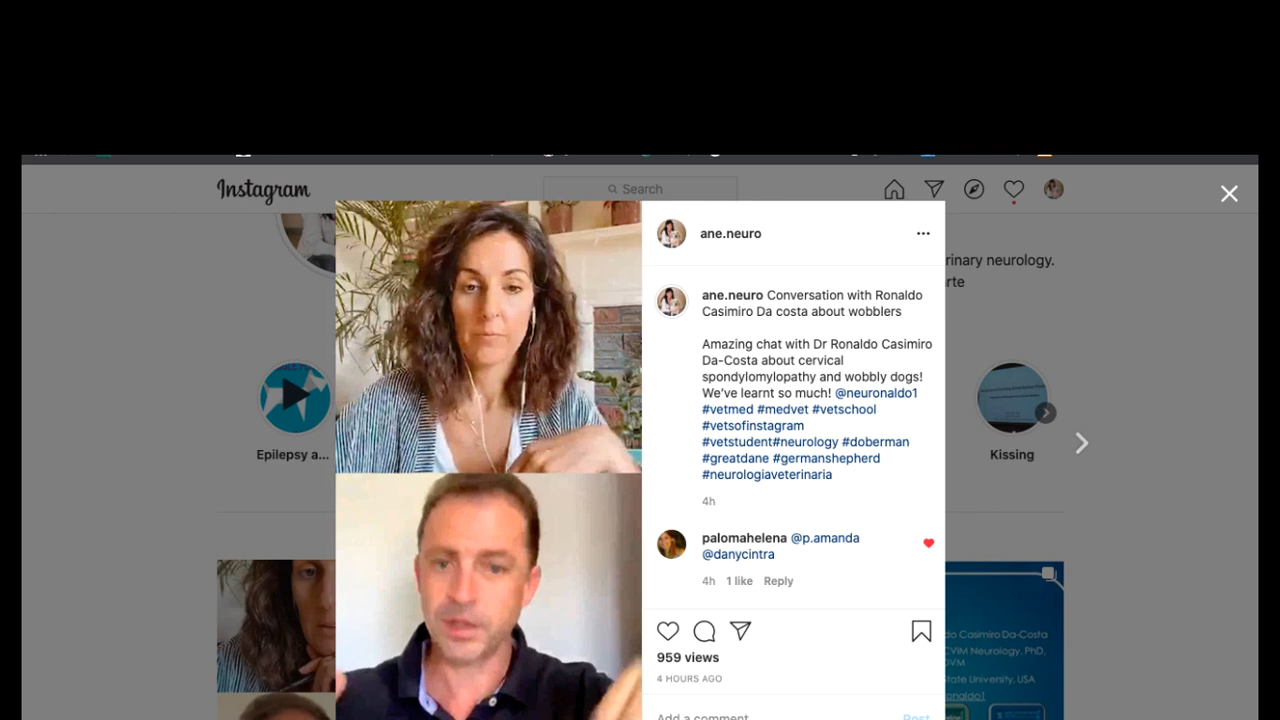 Instagram
Search
ane.neuro
rinary neurology.
rte
ane.neuro Conversation with Ronaldo
Casimiro Da costa about wobblers
Amazing chat with Dr Ronaldo Casimiro
Da-Costa about cervical
spondylomylopathy and wobbly dogs!
We've learnt so much! @neuronaldo1
#vetmed #medvet #vetschool
#vetsofinstagram
#vetstudent#neurology #doberman
#greatdane #germanshepherd
#neurologiaveterinaria
4h
Epilepsy a...
Kissing
palomahelena @p.amanda
@danycintra
4h 1 like Reply
959 views
4 HOURS AGO
Add a comment
Post
do Casimiro Da-Costa
CVIM Neurology, PhD,
DVM
State University, USA
onaldo1